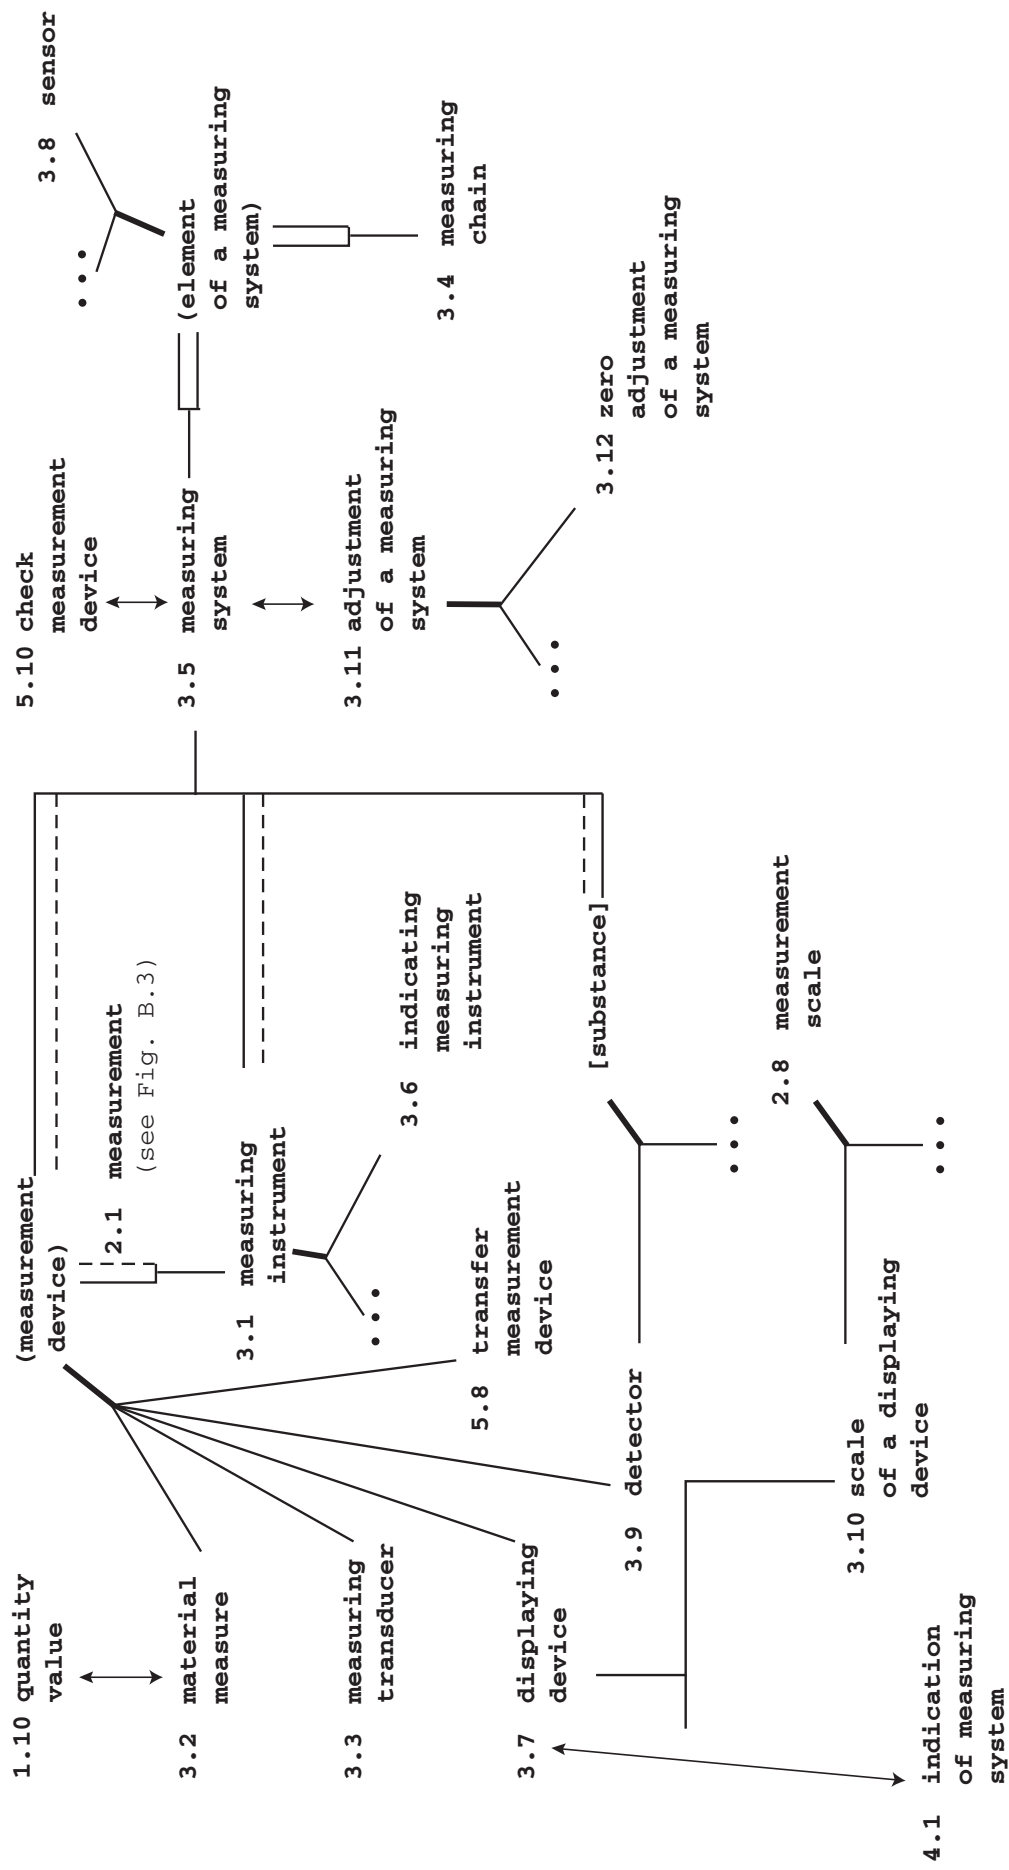 1.10 quantity
value
3.2 material
measure
3.3 measuring
transducer
3.7 displaying
device
4.1 indication
of measuring
system
(measurement
device)
2.1 measurement
(see Fig. B.3)
3.1 measuring
instrument
3.6 indicating
measuring
instrument
5.8 transfer
measurement
device
3.9 detector
3.10 scale
of a displaying
device
[substance]
2.8 measurement
scale
5.10 check
measurement
device
3.5 measuring
system
3.11 adjustment
of a measuring
system
3.12 zero
adjustment
of a measuring
system
3.8 sensor
(element
of a measuring
system)
3.4 measuring
chain